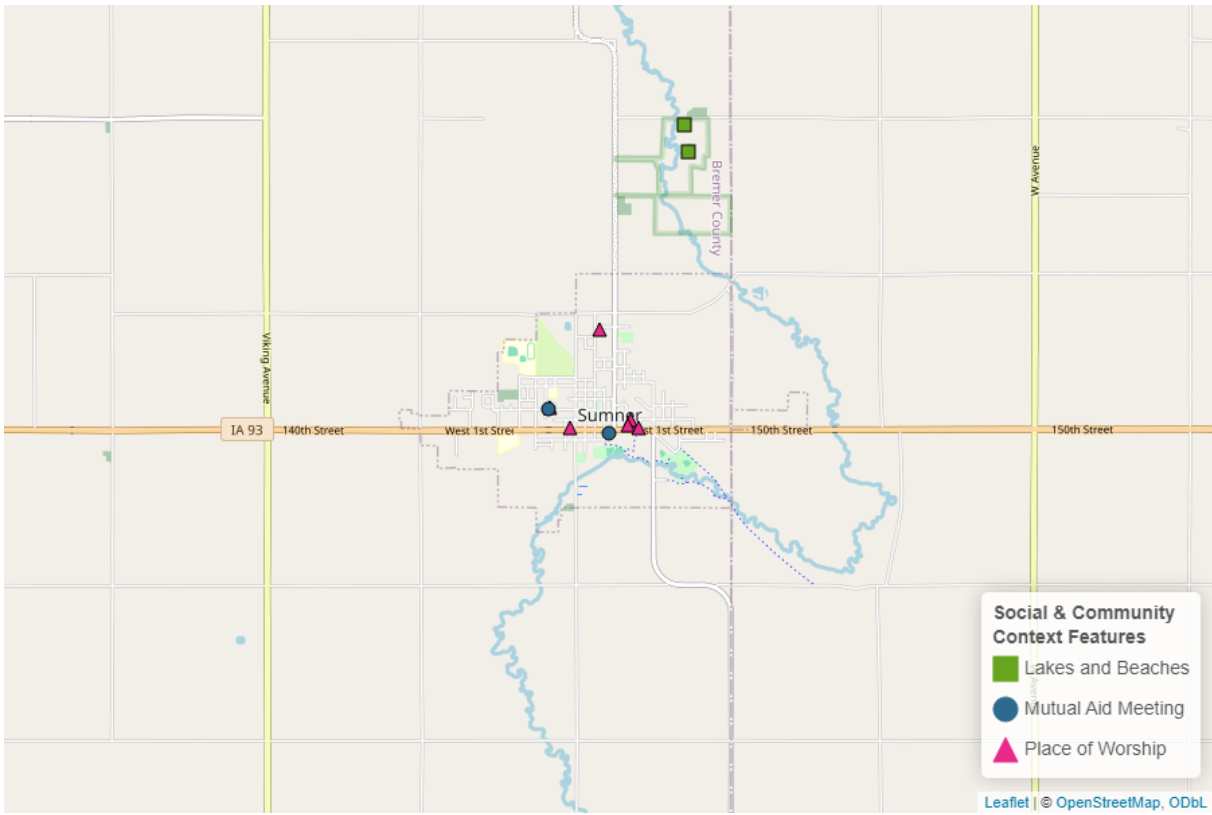 W Avenue
Bremer County
Viking Avenue
Sumner
IA 93
140th Street
West 1st Stre
st 1st Street
150th Street
150th Street
Social & Community
Context Features
Lakes and Beaches
Mutual Aid Meeting
Place of Worship
Leaflet | © OpenStreetMap, ODbL